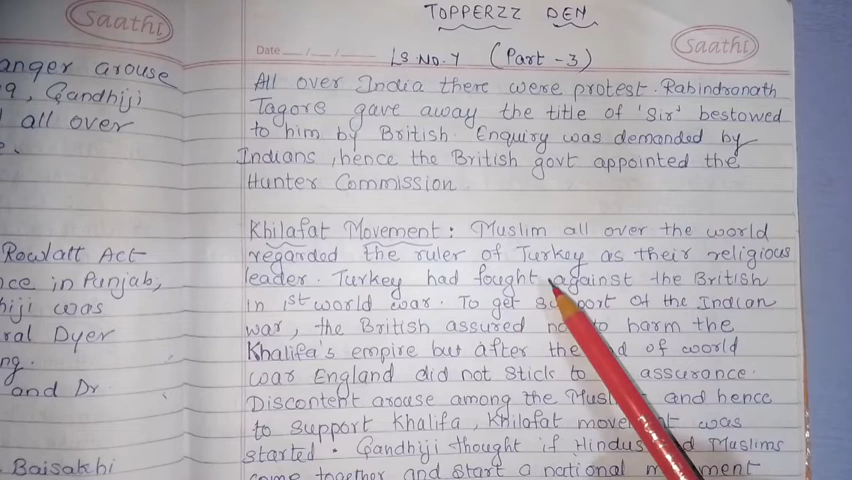 TOPPERZZ DEN
saathi
saathi
Date __/__/__
LS NO. Y (Part -3)
anger arouse
9, Gandhiji
all over
e.
Rowlatt Act
nce in Punjab,
hiji was
ral Dyer
ng.
and Dr
Baisakhi
All over India there were protest. Rabindronath
Tagore gave away the title of 'Sir' bestowed
to him by British. Enquiry was demanded by
Indians, hence the British govt appointed the
Hunter Commission
Khilafat Movement: Muslim all over the world
regarded the ruler of Turkey as their religious
leader. Turkey had fought against the British
in 1st world war. To get support of the Indian
war, the British assured to harm the
Khalifa's empire but after the end of world
war England did not stick to assurance.
Discontent arouse among the and hence
to support Khalifa, Khilafat movement was
started. Gandhiji thought if Hindus Muslims
come together and start a national movement